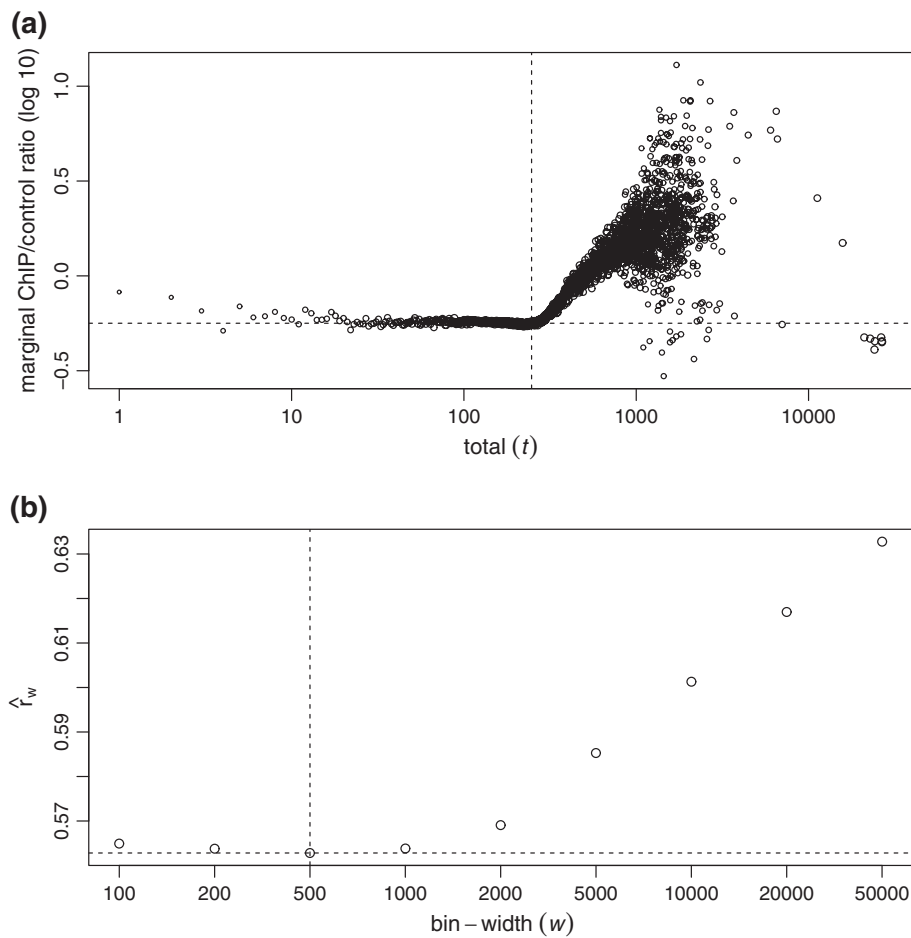 (a)
marginal ChIP/control ratio (log 10)
1.0
0.5
0.0
−0.5
1 10 100 1000 10000
total (t)
(b)
r̂w
0.63
0.61
0.59
0.57
100 200 500 1000 2000 5000 10000 20000 50000
bin−width (w)